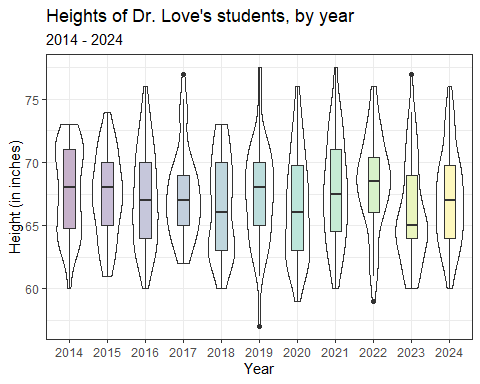 Heights of Dr. Love's students, by year
2014 - 2024
Height (in inches)
75
70
65
60
2014 2015 2016 2017 2018 2019 2020 2021 2022 2023 2024
Year